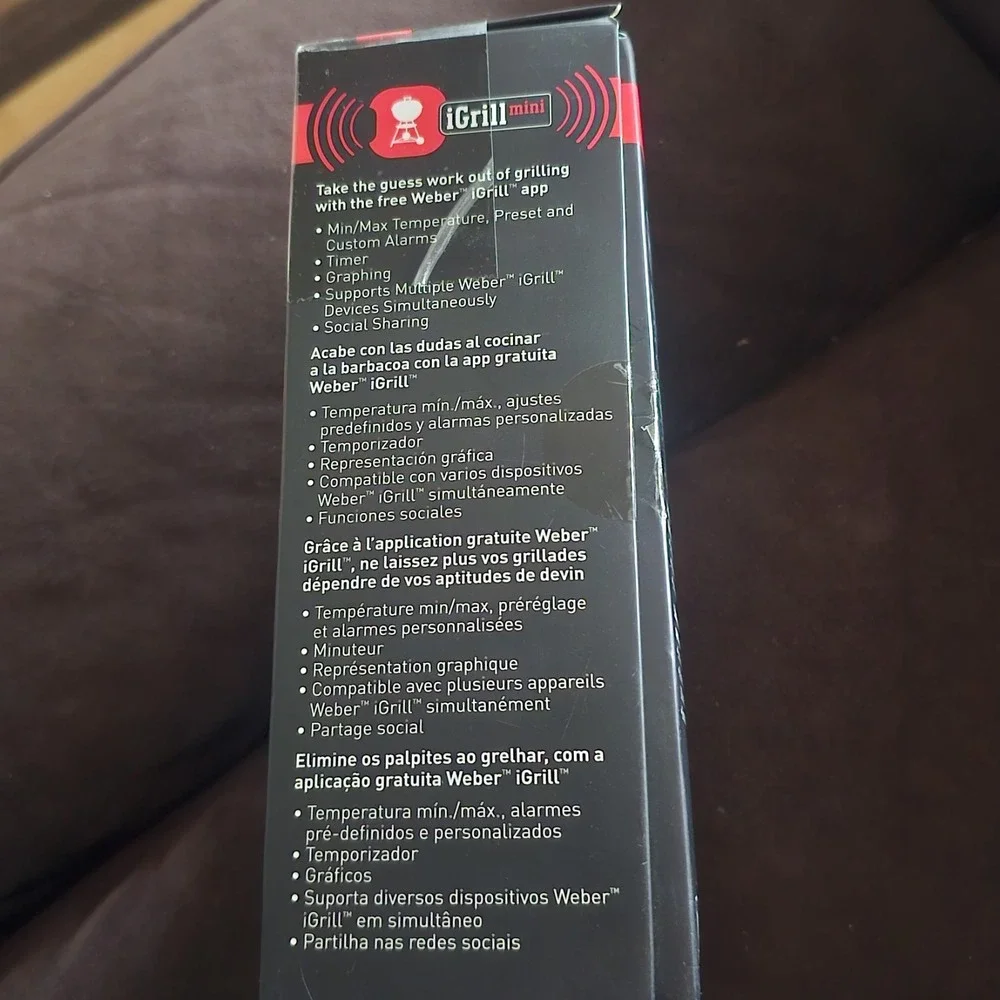 iGrill mini
Take the guess work out of grilling
with the free Weber™ iGrill™ app
• Min/Max Temperature, Preset and
Custom Alarms
• Timer
• Graphing
• Supports Multiple Weber™ iGrill™
Devices Simultaneously
• Social Sharing
Acabe con las dudas al cocinar
a la barbacoa con la app gratuita
Weber™ iGrill™
• Temperatura mín./máx., ajustes
predefinidos y alarmas personalizadas
• Temporizador
• Representación gráfica
• Compatible con varios dispositivos
Weber™ iGrill™ simultáneamente
• Funciones sociales
Grâce à l'application gratuite Weber™
iGrill™, ne laissez plus vos grillades
dépendre de vos aptitudes de devin
• Température min/max, préréglage
et alarmes personnalisées
• Minuteur
• Représentation graphique
• Compatible avec plusieurs appareils
Weber™ iGrill™ simultanément
• Partage social
Elimine os palpites ao grelhar, com a
aplicação gratuita Weber™ iGrill™
• Temperatura mín./máx., alarmes
pré-definidos e personalizados
• Temporizador
• Gráficos
• Suporta diversos dispositivos Weber™
iGrill™ em simultâneo
• Partilha nas redes sociais